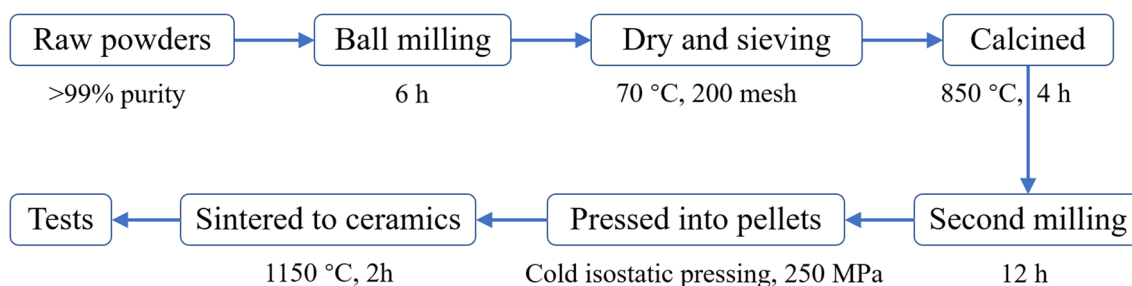 Raw powders
Ball milling
Dry and sieving
Calcined
>99% purity
6 h
70 °C, 200 mesh
850 °C, 4 h
Tests
Sintered to ceramics
Pressed into pellets
Second milling
1150 °C, 2h
Cold isostatic pressing, 250 MPa
12 h